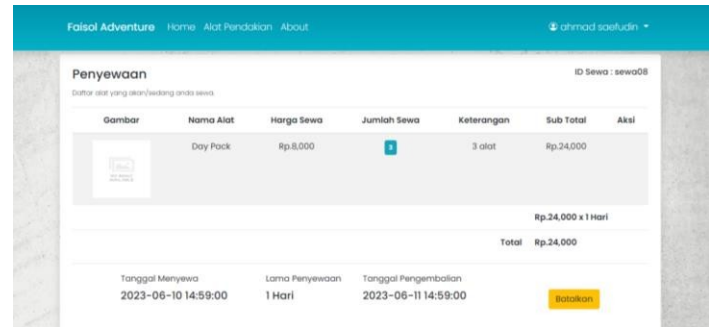 Faisol Adventure Home Alat Pendakian About ahmad saefudin
Penyewaan
ID Sewa : sewa08
Daftar alat yang akan/sedang anda sewa.
Gambar Nama Alat Harga Sewa Jumlah Sewa Keterangan Sub Total Aksi
Day Pack Rp.8,000 3 3 alat Rp.24,000
Rp.24,000 x 1 Hari
Total Rp.24,000
Tanggal Menyewa Lama Penyewaan Tanggal Pengembalian
2023-06-10 14:59:00 1 Hari 2023-06-11 14:59:00
Batalkan